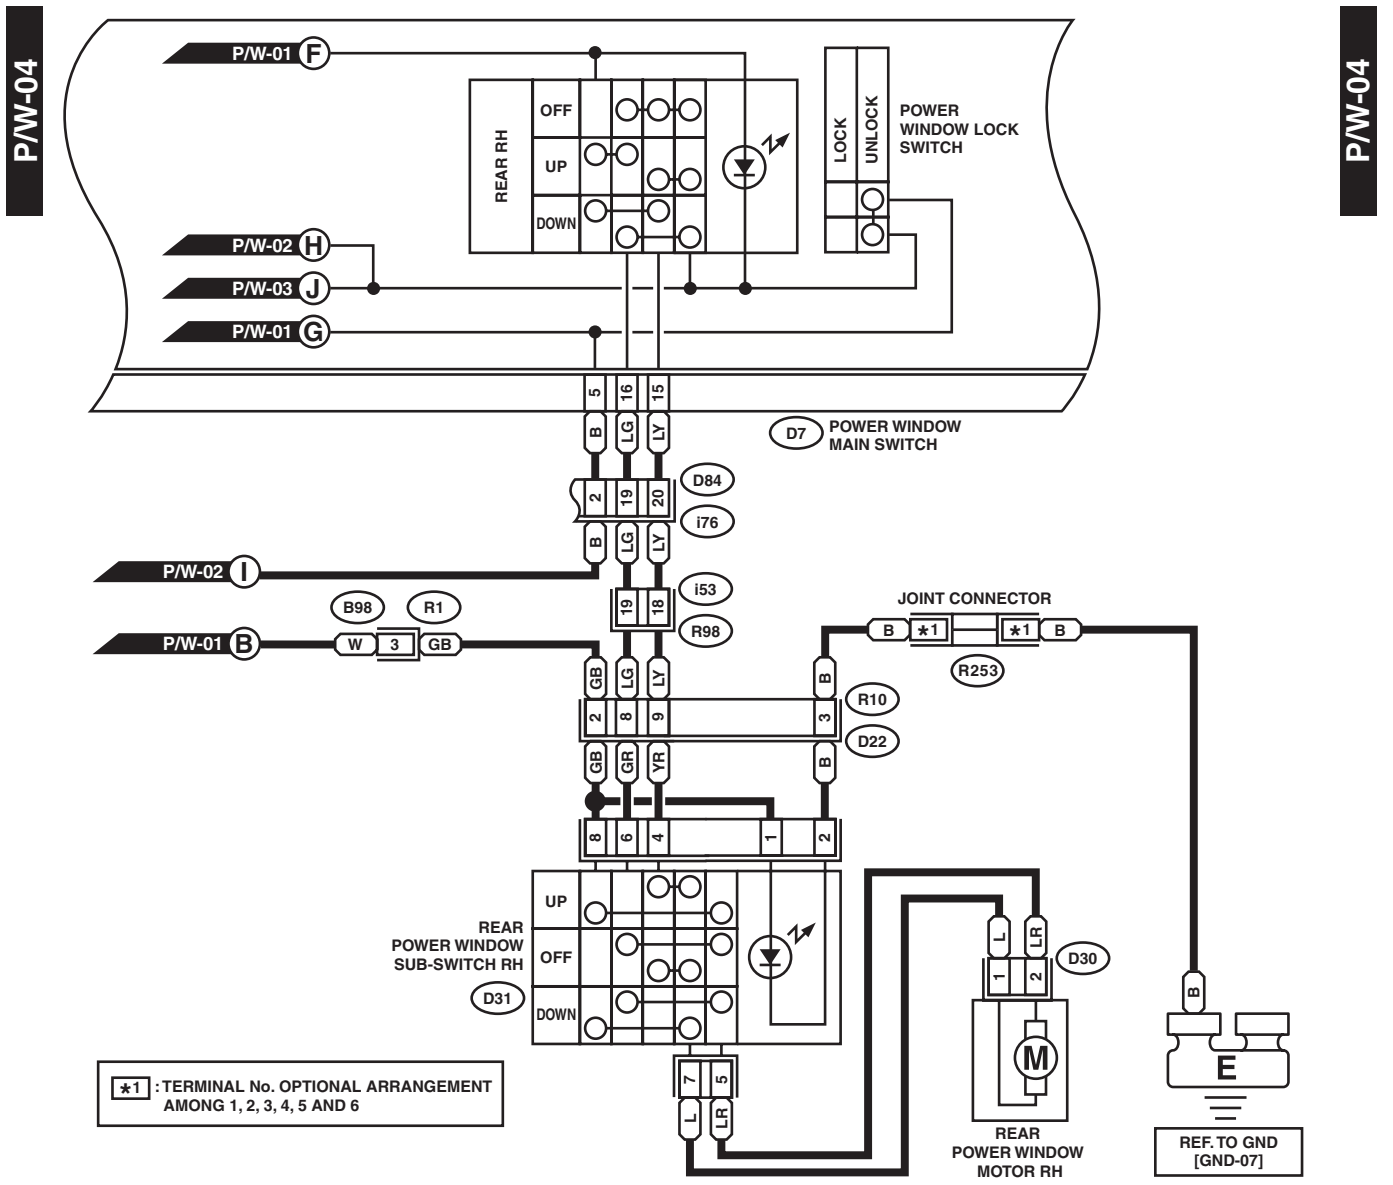 P/W-04
P/W-04
P/W-01 F
REAR RH
OFF
UP
DOWN
LOCK
UNLOCK
POWER
WINDOW LOCK
SWITCH
P/W-02 H
P/W-03 J
P/W-01 G
5 16 15
B LG LY
D7
POWER WINDOW
MAIN SWITCH
2 19 20
D84
i76
B LG LY
P/W-02 I
19 18
i53
R98
B98 R1
P/W-01 B
W 3 GB
JOINT CONNECTOR
B *1 *1 B
R253
GB LG LY B
2 8 9 3
R10
D22
GB GR YR B
8 6 4 1 2
UP
OFF
DOWN
REAR
POWER WINDOW
SUB-SWITCH RH
D31
L LR
1 2
D30
M
REAR
POWER WINDOW
MOTOR RH
B
E
REF. TO GND
[GND-07]
7 5
L LR
*1 : TERMINAL No. OPTIONAL ARRANGEMENT
AMONG 1, 2, 3, 4, 5 AND 6